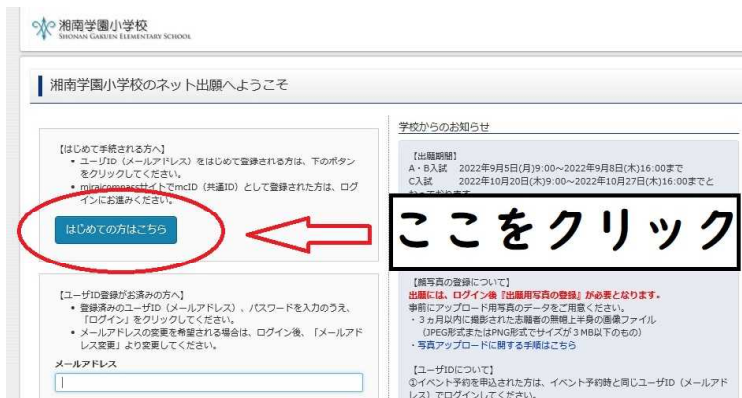 湘南学園小学校
SHONAN GAKUEN ELEMENTARY SCHOOL
湘南学園小学校のネット出願へようこそ
【はじめて手続される方へ】
• ユーザID（メールアドレス）をはじめて登録される方は、下のボタン
をクリックしてください。
• miraicompassサイトでmcID（共通ID）として登録された方は、ログ
インにお進みください。
はじめての方はこちら
【ユーザID登録がお済みの方へ】
• 登録済みのユーザID（メールアドレス）、パスワードを入力のうえ、
「ログイン」をクリックしてください。
• メールアドレスの変更を希望される場合は、ログイン後、「メールアド
レス変更」より変更してください。
メールアドレス
学校からのお知らせ
【出願期間】
A・B入試 2022年9月5日(月)9:00～2022年9月8日(木)16:00まで
C入試 2022年10月20日(木)9:00～2022年10月27日(木)16:00までと
ここをクリック
【顔写真の登録について】
出願には、ログイン後『出願用写真の登録』が必要となります。
事前にアップロード用写真のデータをご用意ください。
・3ヵ月以内に撮影された志願者の無帽上半身の画像ファイル
（JPEG形式またはPNG形式でサイズが3MB以下のもの）
・写真アップロードに関する手順はこちら
【ユーザIDについて】
①イベント予約を申込された方は、イベント予約時と同じユーザID（メールアド
レス）でログインしてください。